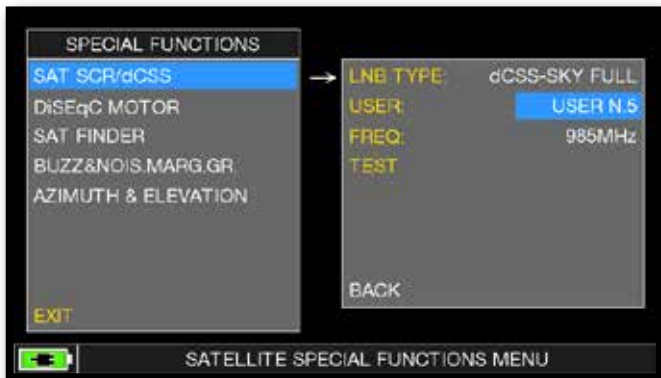 SPECIAL FUNCTIONS
SAT SCR/dCSS
DiSEqC MOTOR
SAT FINDER
BUZZ&NOIS.MARG.GR
AZIMUTH & ELEVATION
EXIT
→ LNB TYPE: dCSS-SKY FULL
USER: USER N.5
FREQ: 985MHz
TEST
BACK
SATELLITE SPECIAL FUNCTIONS MENU